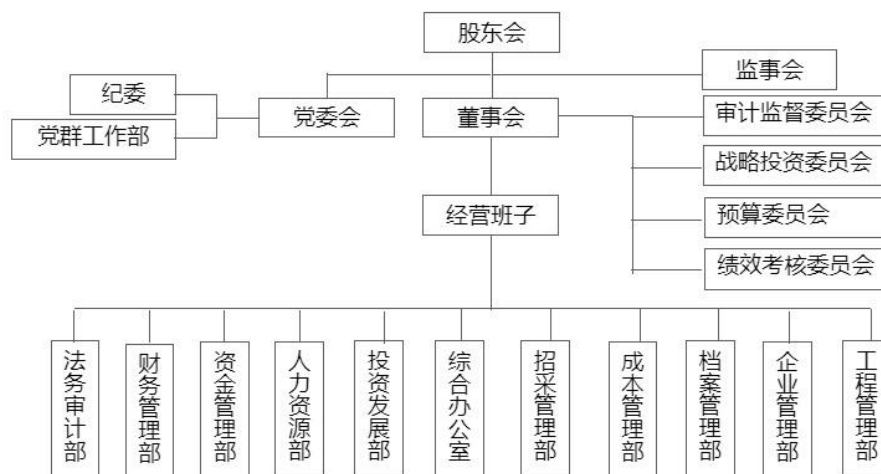 股东会
监事会
纪委
党委会
董事会
审计监督委员会
党群工作部
战略投资委员会
经营班子
预算委员会
绩效考核委员会
法务审计部
财务管理部
资金管理部
人力资源部
投资发展部
综合办公室
招采管理部
成本管理部
档案管理部
企业管理部
工程管理部